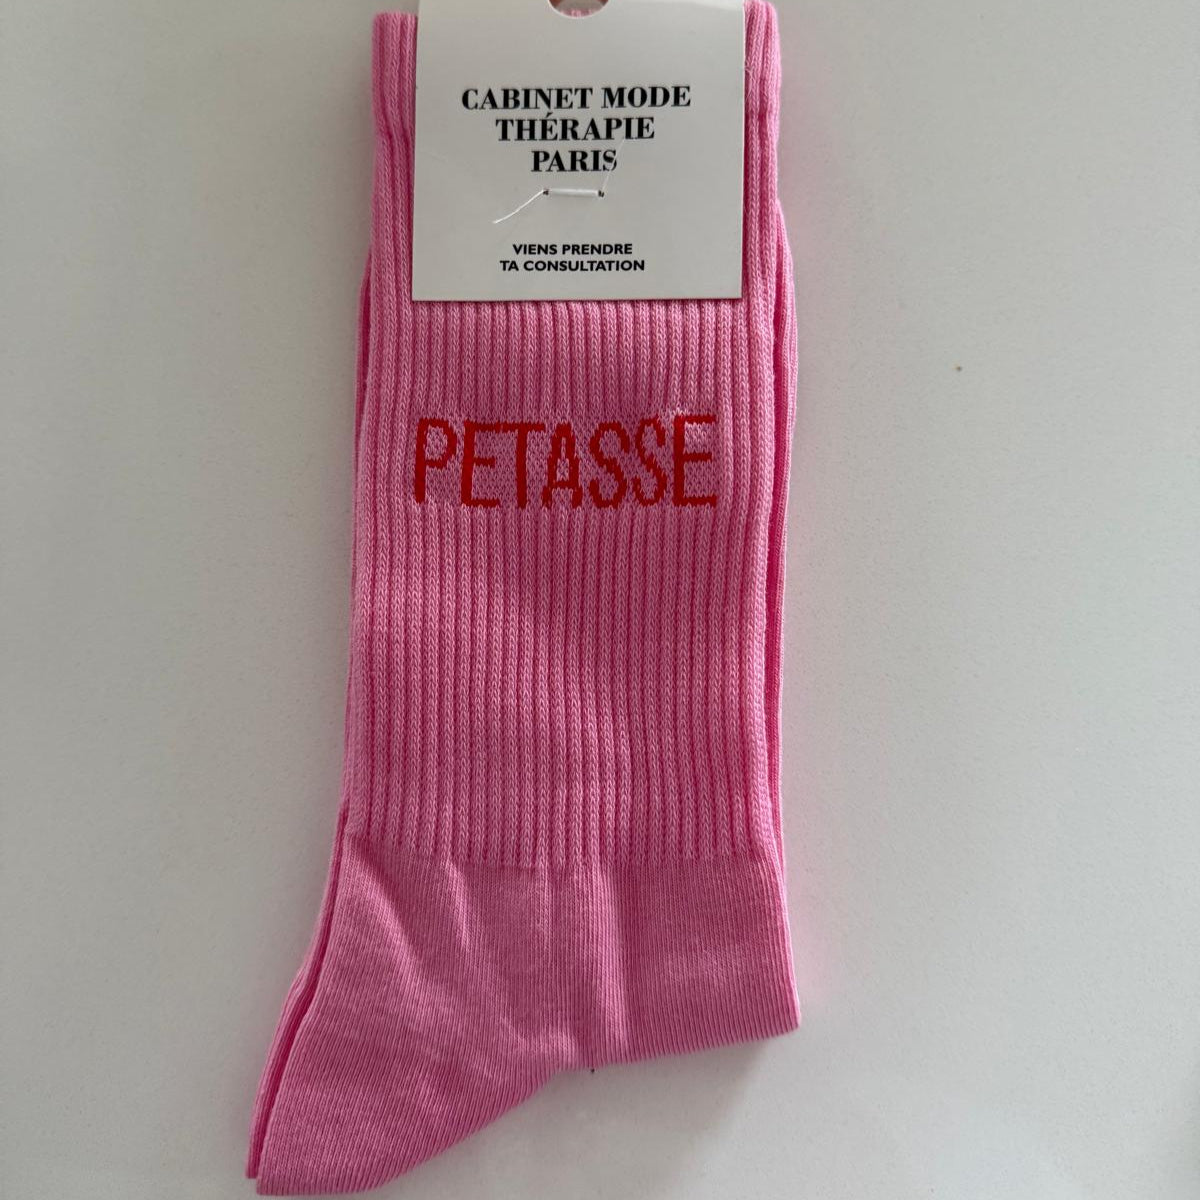 CABINET MODE
THÉRAPIE
PARIS
VIENS PRENDRE
TA CONSULTATION
PETASSE